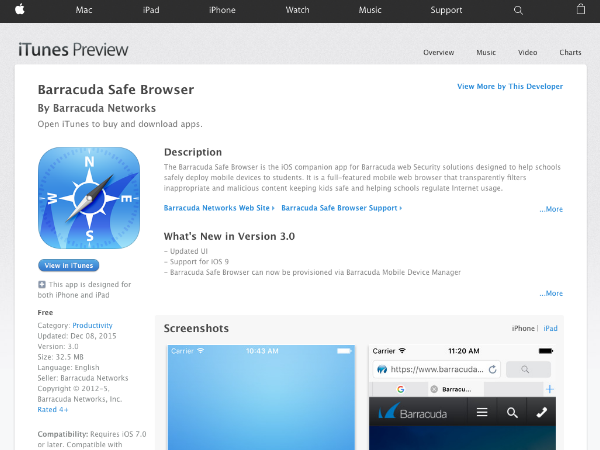 Mac iPad iPhone Watch Music Support
iTunes Preview
Overview Music Video Charts
Barracuda Safe Browser
View More by This Developer
By Barracuda Networks
Open iTunes to buy and download apps.
N
W E
S
View in iTunes
This app is designed for
both iPhone and iPad
Free
Category: Productivity
Updated: Dec 08, 2015
Version: 3.0
Size: 32.5 MB
Language: English
Seller: Barracuda Networks
Copyright © 2012-5.
Barracuda Networks, Inc.
Rated 4+
Compatibility: Requires iOS 7.0
or later. Compatible with
Description
The Barracuda Safe Browser is the iOS companion app for Barracuda web Security solutions designed to help schools
safely deploy mobile devices to students. It is a full-featured mobile web browser that transparently filters
inappropriate and malicious content keeping kids safe and helping schools regulate Internet usage.
Barracuda Networks Web Site Barracuda Safe Browser Support
...More
What's New in Version 3.0
- Updated UI
- Support for iOS 9
- Barracuda Safe Browser can now be provisioned via Barracuda Mobile Device Manager
...More
Screenshots
iPhone | iPad
Carrier 10:43 AM
Carrier 11:20 AM
https://www.barracuda...
G Barracu...
Barracuda